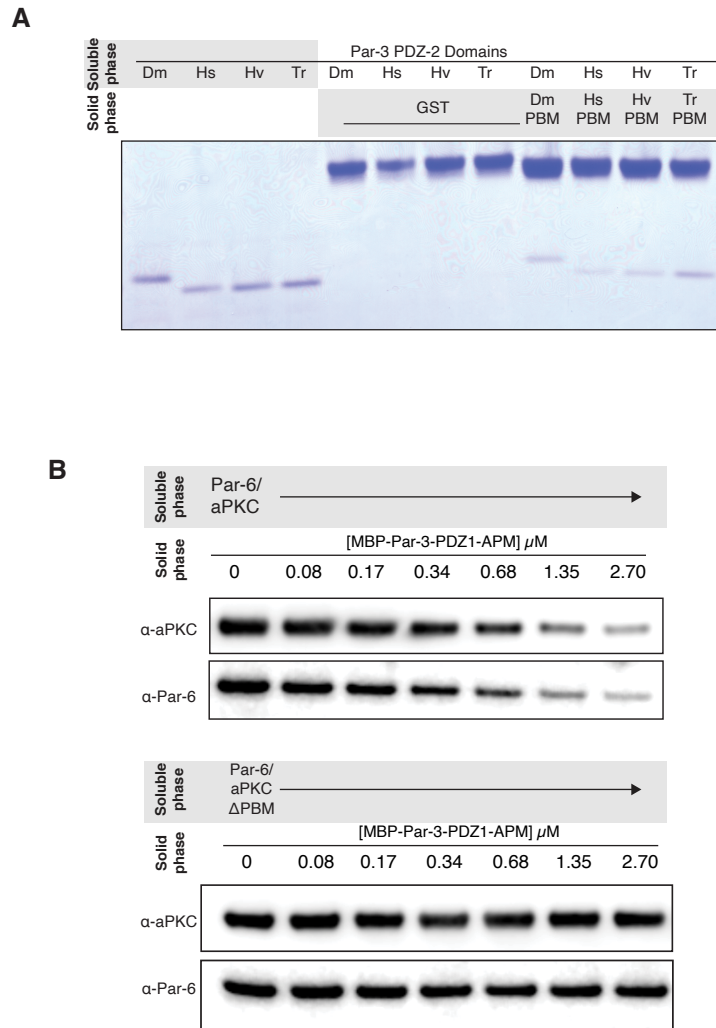 A
Soluble phase
Par-3 PDZ-2 Domains
Dm Hs Hv Tr Dm Hs Hv Tr Dm Hs Hv Tr
Solid phase
GST
Dm PBM
Hs PBM
Hv PBM
Tr PBM
B
Soluble phase
Par-6/
aPKC
Solid phase
[MBP-Par-3-PDZ1-APM] µM
0 0.08 0.17 0.34 0.68 1.35 2.70
α-aPKC
α-Par-6
Soluble phase
Par-6/
aPKC
ΔPBM
Solid phase
[MBP-Par-3-PDZ1-APM] µM
0 0.08 0.17 0.34 0.68 1.35 2.70
α-aPKC
α-Par-6